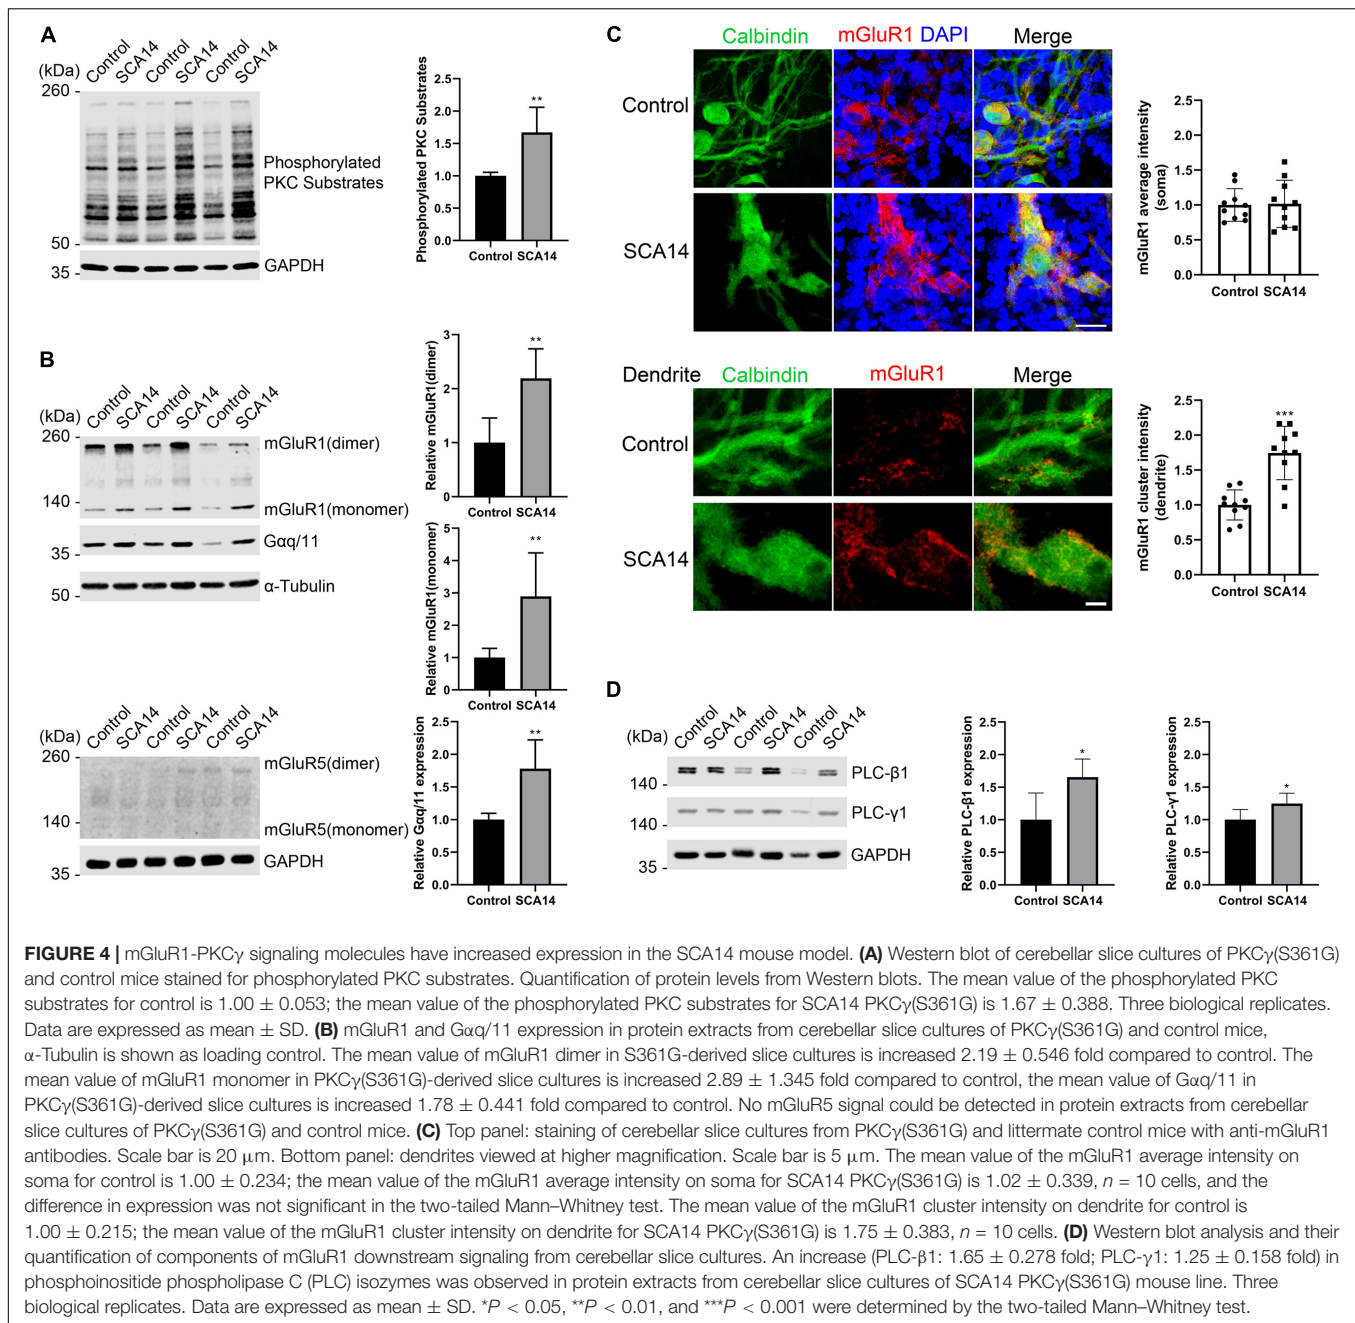 A
(kDa)
Control
SCA14
Control
SCA14
Control
SCA14
260 -
50 -
35 -
Phosphorylated
PKC Substrates
GAPDH
Phosphorylated PKC Substrates
2.5
2.0
1.5
1.0
0.5
0.0
**
Control SCA14
B
(kDa)
Control
SCA14
Control
SCA14
Control
SCA14
260 -
140 -
35 -
50 -
mGluR1(dimer)
mGluR1(monomer)
Gαq/11
α-Tubulin
Relative mGluR1(dimer)
3
2
1
0
**
Control SCA14
Relative mGluR1(monomer)
5
4
3
2
1
0
**
Control SCA14
(kDa)
Control
SCA14
Control
SCA14
Control
SCA14
260 -
140 -
35 -
mGluR5(dimer)
mGluR5(monomer)
GAPDH
Relative Gαq/11 expression
2.5
2.0
1.5
1.0
0.5
0.0
**
Control SCA14
C
Calbindin mGluR1 DAPI Merge
Control
SCA14
mGluR1 average intensity
(soma)
2.5
2.0
1.5
1.0
0.5
0.0
Control SCA14
Dendrite Calbindin mGluR1 Merge
Control
SCA14
mGluR1 cluster intensity
(dendrite)
2.5
2.0
1.5
1.0
0.5
0.0
***
Control SCA14
D
(kDa)
Control
SCA14
Control
SCA14
Control
SCA14
140 -
140 -
35 -
PLC-β1
PLC-γ1
GAPDH
Relative PLC-β1 expression
2.5
2.0
1.5
1.0
0.5
0.0
*
Control SCA14
Relative PLC-γ1 expression
2.5
2.0
1.5
1.0
0.5
0.0
*
Control SCA14
FIGURE 4 | mGluR1-PKCγ signaling molecules have increased expression in the SCA14 mouse model. (A) Western blot of cerebellar slice cultures of PKCγ(S361G)
and control mice stained for phosphorylated PKC substrates. Quantification of protein levels from Western blots. The mean value of the phosphorylated PKC
substrates for control is 1.00 ± 0.053; the mean value of the phosphorylated PKC substrates for SCA14 PKCγ(S361G) is 1.67 ± 0.388. Three biological replicates.
Data are expressed as mean ± SD. (B) mGluR1 and Gαq/11 expression in protein extracts from cerebellar slice cultures of PKCγ(S361G) and control mice,
α-Tubulin is shown as loading control. The mean value of mGluR1 dimer in S361G-derived slice cultures is increased 2.19 ± 0.546 fold compared to control. The
mean value of mGluR1 monomer in PKCγ(S361G)-derived slice cultures is increased 2.89 ± 1.345 fold compared to control, the mean value of Gαq/11 in
PKCγ(S361G)-derived slice cultures is increased 1.78 ± 0.441 fold compared to control. No mGluR5 signal could be detected in protein extracts from cerebellar
slice cultures of PKCγ(S361G) and control mice. (C) Top panel: staining of cerebellar slice cultures from PKCγ(S361G) and littermate control mice with anti-mGluR1
antibodies. Scale bar is 20 μm. Bottom panel: dendrites viewed at higher magnification. Scale bar is 5 μm. The mean value of the mGluR1 average intensity on
soma for control is 1.00 ± 0.234; the mean value of the mGluR1 average intensity on soma for SCA14 PKCγ(S361G) is 1.02 ± 0.339, n = 10 cells, and the
difference in expression was not significant in the two-tailed Mann–Whitney test. The mean value of the mGluR1 cluster intensity on dendrite for control is
1.00 ± 0.215; the mean value of the mGluR1 cluster intensity on dendrite for SCA14 PKCγ(S361G) is 1.75 ± 0.383, n = 10 cells. (D) Western blot analysis and their
quantification of components of mGluR1 downstream signaling from cerebellar slice cultures. An increase (PLC-β1: 1.65 ± 0.278 fold; PLC-γ1: 1.25 ± 0.158 fold) in
phosphoinositide phospholipase C (PLC) isozymes was observed in protein extracts from cerebellar slice cultures of SCA14 PKCγ(S361G) mouse line. Three
biological replicates. Data are expressed as mean ± SD. *P < 0.05, **P < 0.01, and ***P < 0.001 were determined by the two-tailed Mann–Whitney test.